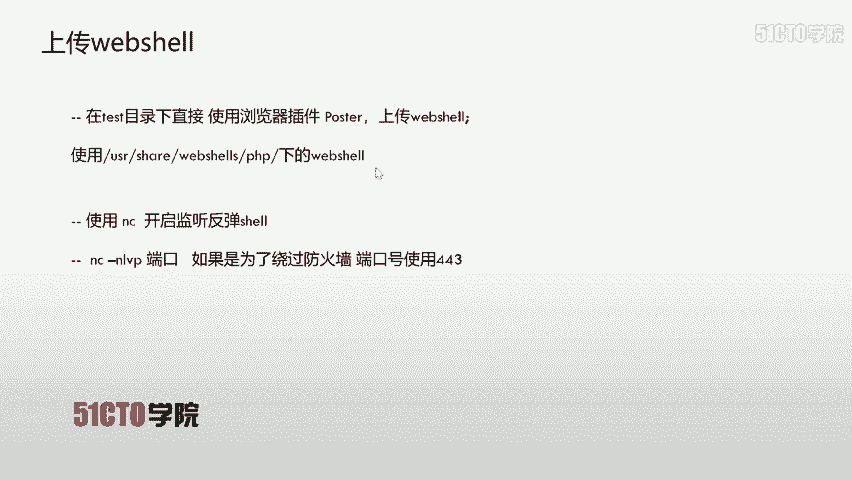 上传webshell
51CTO学院
-- 在test目录下直接 使用浏览器插件 Poster，上传webshell;
使用/usr/share/webshells/php/下的webshell
-- 使用 nc 开启监听反弹shell
-- nc –nlvp 端口 如果是为了绕过防火墙 端口号使用443
51CTO学院